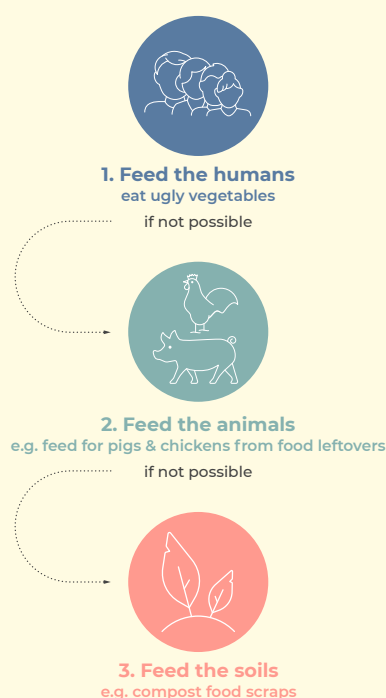 1. Feed the humans
eat ugly vegetables
if not possible
2. Feed the animals
e.g. feed for pigs & chickens from food leftovers
if not possible
3. Feed the soils
e.g. compost food scraps